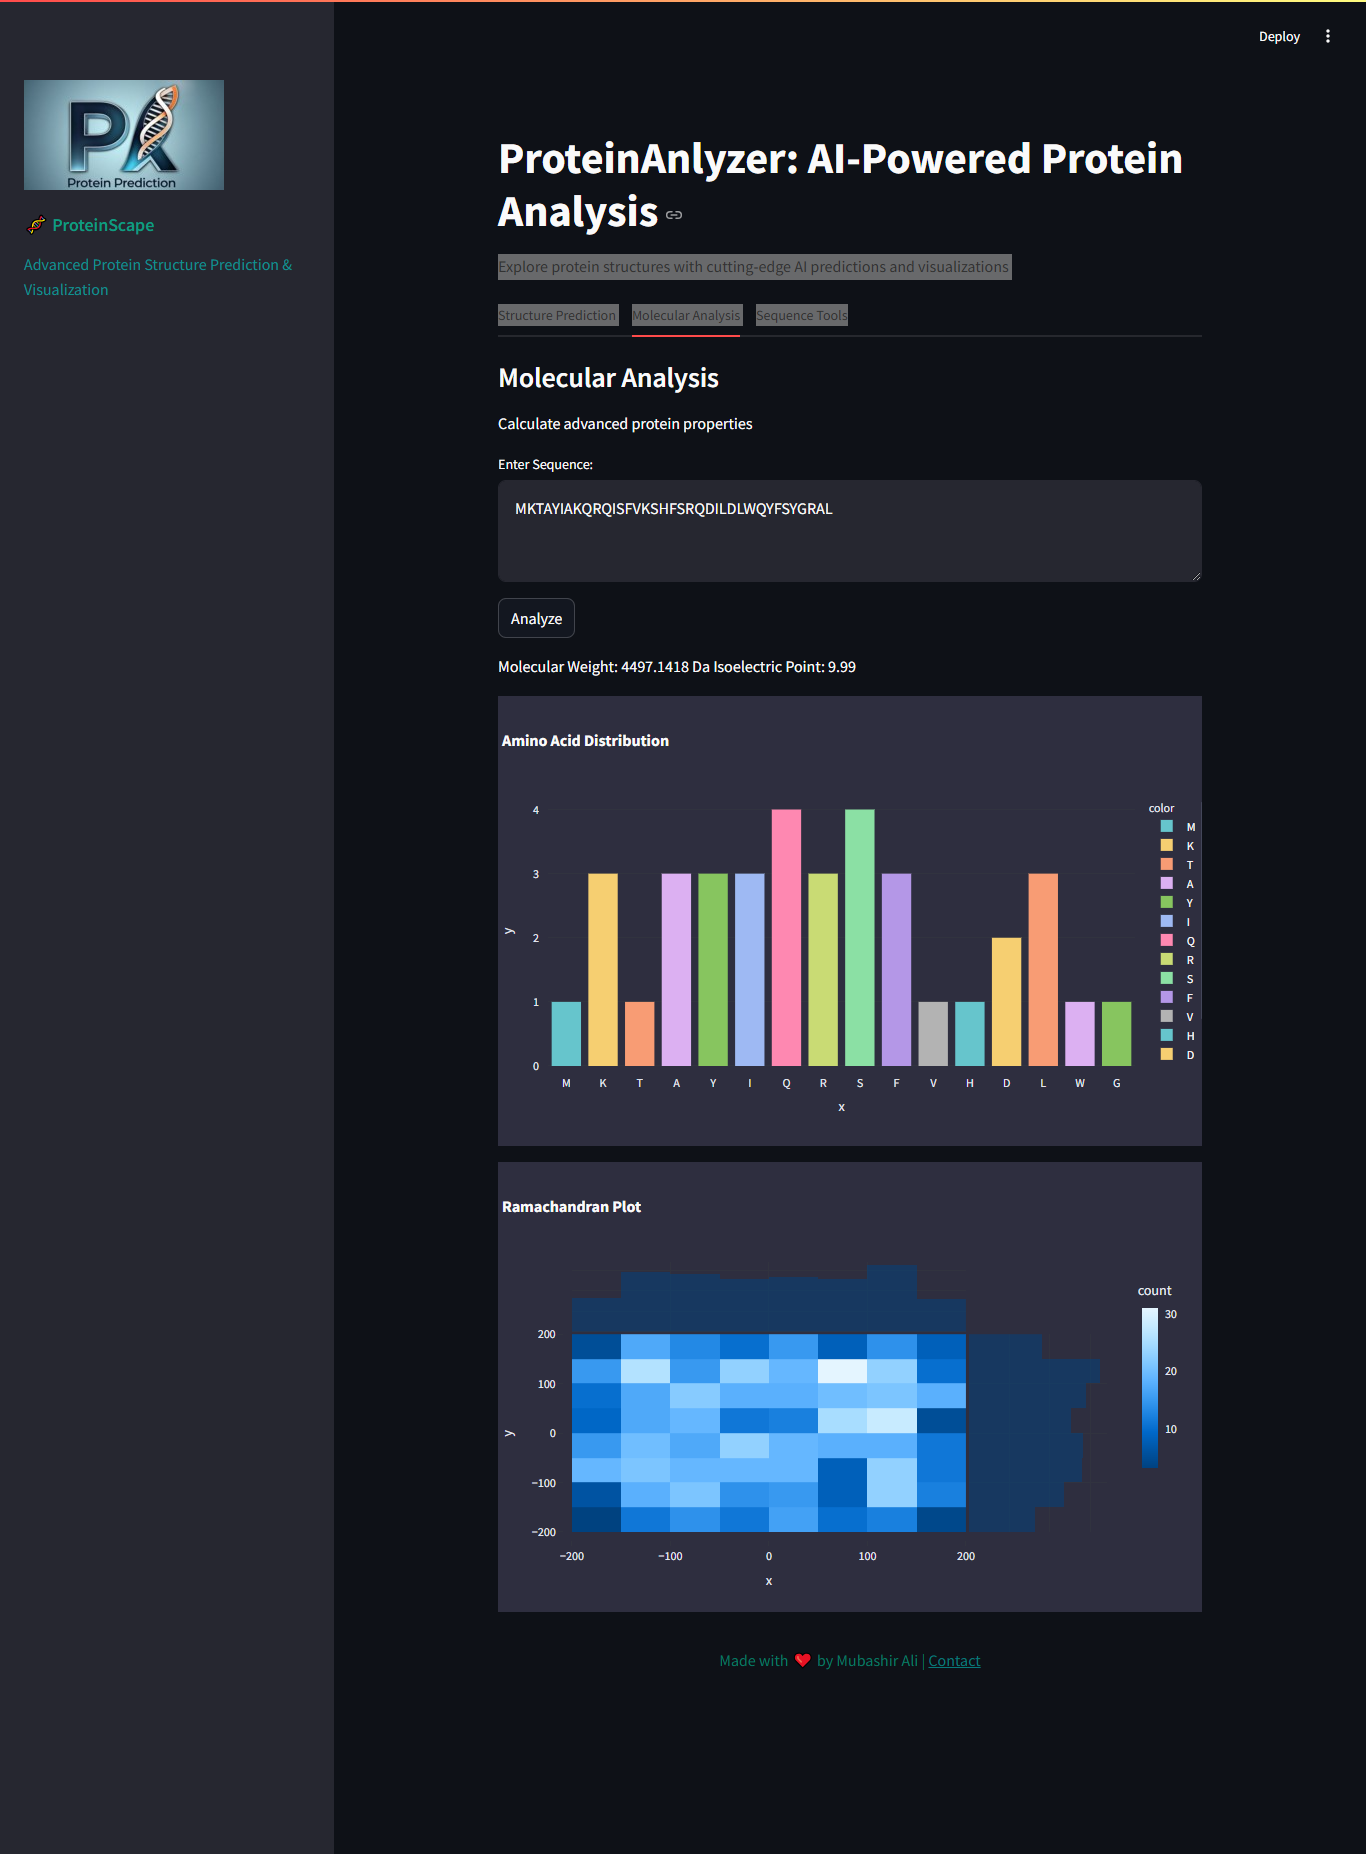 Deploy
PA
Protein Prediction
ProteinScape
Advanced Protein Structure Prediction &
Visualization
ProteinAnlyzer: AI-Powered Protein
Analysis
Explore protein structures with cutting-edge AI predictions and visualizations
Structure Prediction Molecular Analysis Sequence Tools
Molecular Analysis
Calculate advanced protein properties
Enter Sequence:
MKTAYIAKQRQISFVKSHFSRQDILDLWQYFSYGRAL
Analyze
Molecular Weight: 4497.1418 Da Isoelectric Point: 9.99
Amino Acid Distribution
color
M
K
T
A
Y
I
Q
R
S
F
V
H
D
4
3
2
1
0
y
M K T A Y I Q R S F V H D L W G
x
Ramachandran Plot
count
30
20
10
200
100
0
−100
−200
y
−200 −100 0 100 200
x
Made with ❤️ by Mubashir Ali | Contact